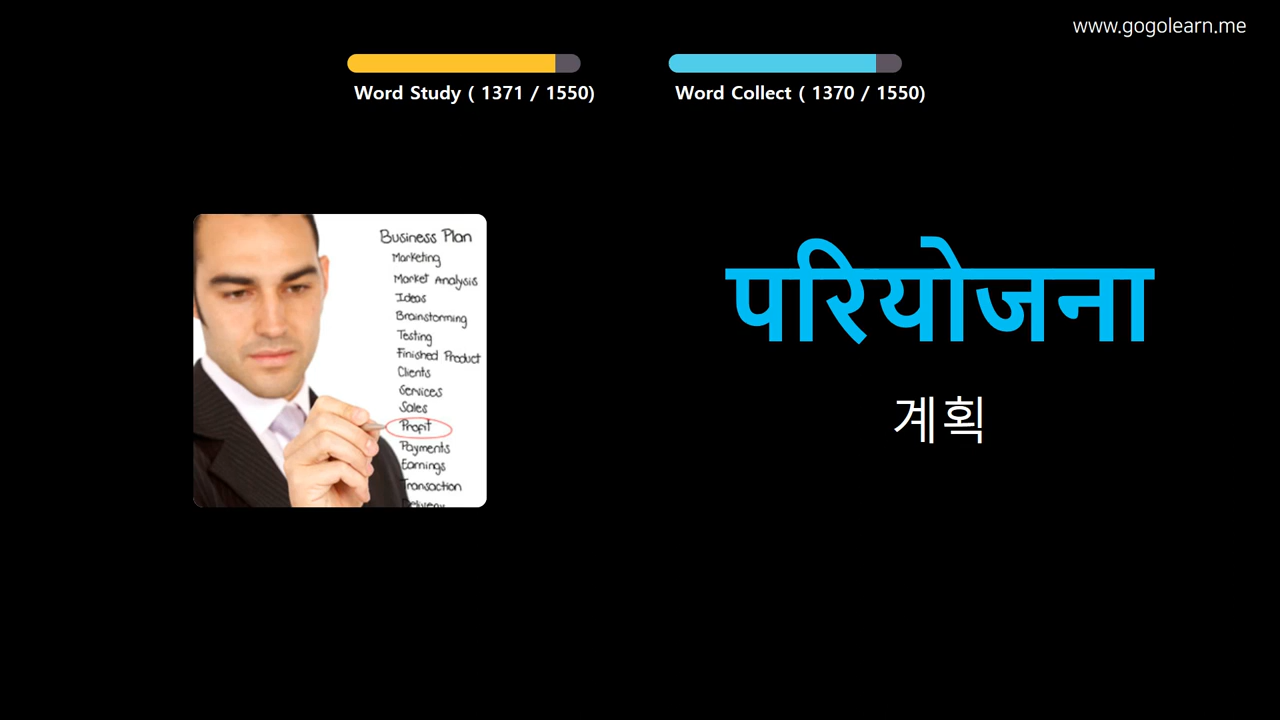 www.gogolearn.me
Word Study ( 1371 / 1550)
Word Collect ( 1370 / 1550)
Business Plan
Marketing
Market Analysis
Ideas
Brainstorming
Testing
Finished Product
Clients
Services
Sales
Profit
Payments
Earnings
Transaction
Delivery
परियोजना
계획